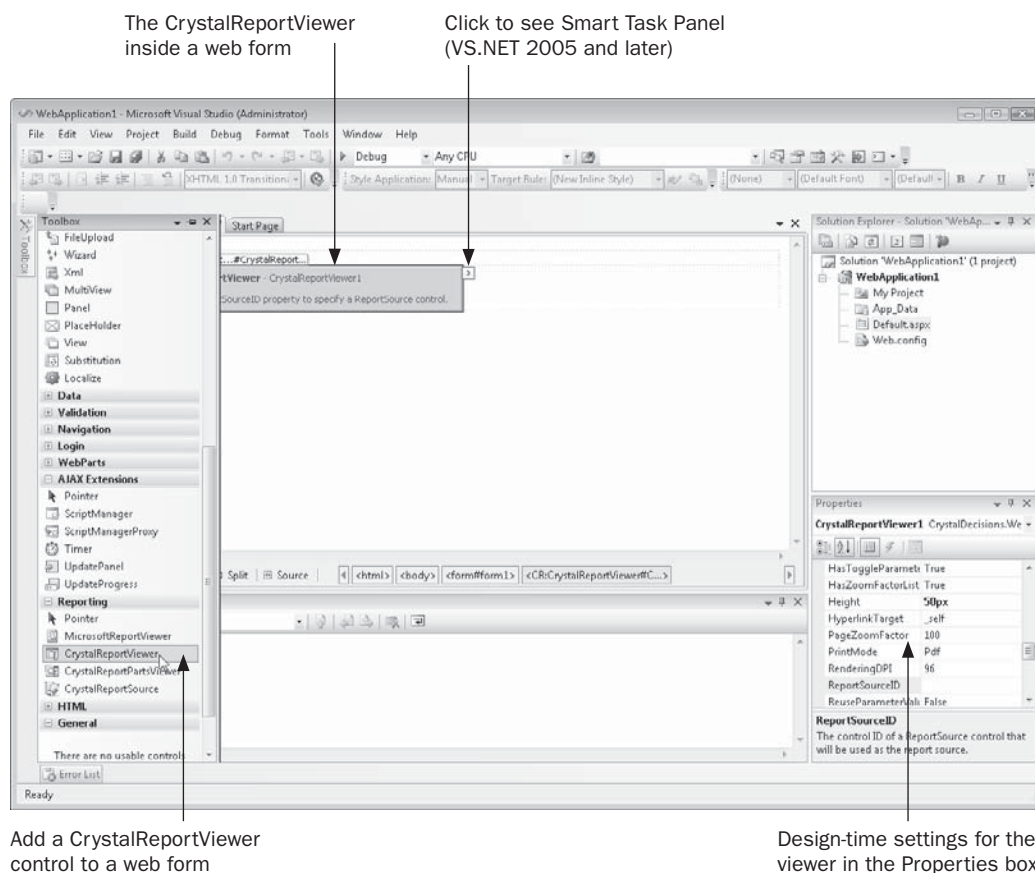 The CrystalReportViewer
inside a web form
Click to see Smart Task Panel
(VS.NET 2005 and later)
WebApplication1 - Microsoft Visual Studio (Administrator)
File Edit View Project Build Debug Format Tools Window Help
Debug Any CPU
XHTML 1.0 Transition: Style Application: Manual Target Rule: (New Inline Style) (None) (Default Font) (Default B I U
Toolbox
Toolbox
Start Page
Solution Explorer - Solution 'WebAp...
FileUpload
Wizard
Xml
MultiView
Panel
PlaceHolder
View
Substitution
Localize
Data
Validation
Navigation
Login
WebParts
AJAX Extensions
Pointer
ScriptManager
ScriptManagerProxy
Timer
UpdatePanel
UpdateProgress
Reporting
Pointer
MicrosoftReportViewer
CrystalReportViewer
CrystalReportPartsViewer
CrystalReportSource
HTML
General
There are no usable controls
...#CrystalReport...
rtViewer - CrystalReportViewer1
SourceID property to specify a ReportSource control.
Split Source <html> <body> <form#form1> <CR:CrystalReportViewer#C...>
Solution 'WebApplication1' (1 project)
WebApplication1
My Project
App_Data
Default.aspx
Web.config
Properties
CrystalReportViewer1 CrystalDecisions.We
HasToggleParamete True
HasZoomFactorList True
Height 50px
HyperlinkTarget _self
PageZoomFactor 100
PrintMode Pdf
RenderingDPI 96
ReportSourceID
ReuseParameterValu False
ReportSourceID
The control ID of a ReportSource control that
will be used as the report source.
Error List
Ready
Add a CrystalReportViewer
control to a web form
Design-time settings for the
viewer in the Properties box